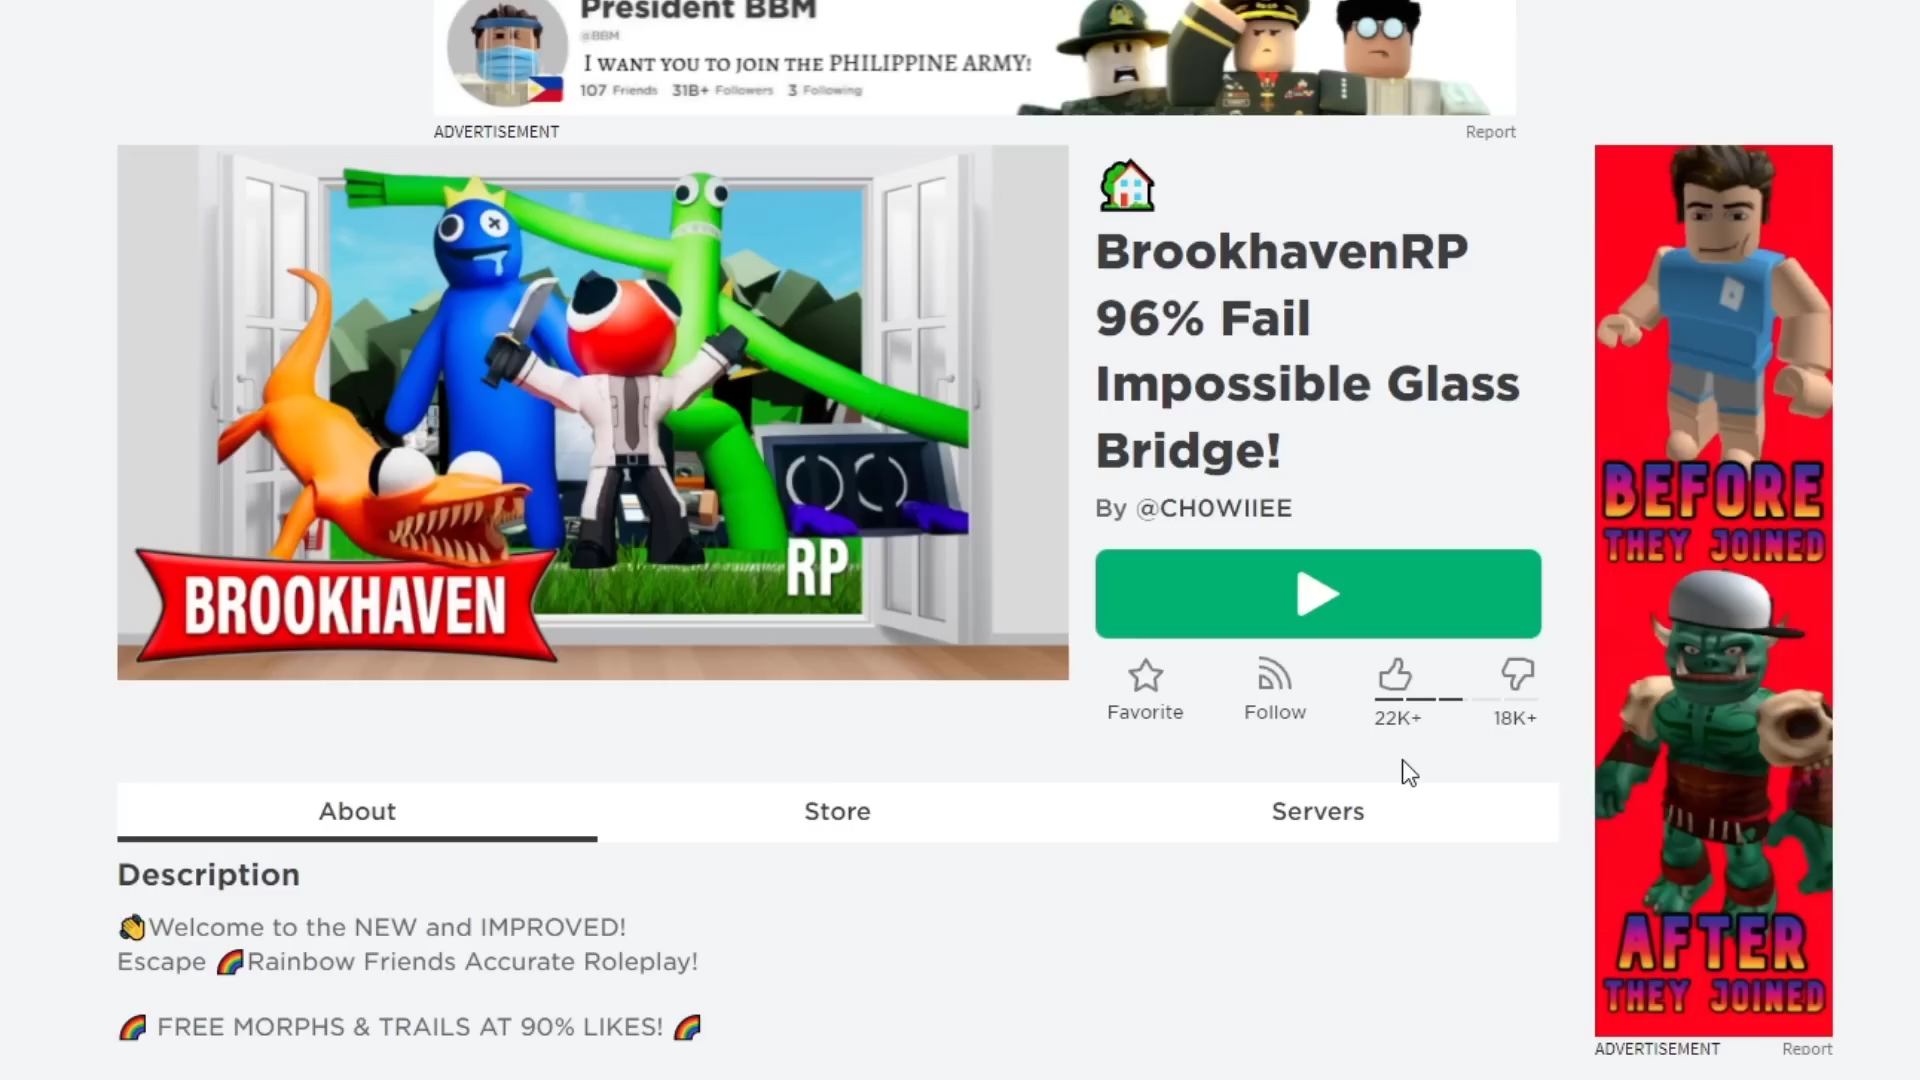 President BBM
@BBM
I WANT YOU TO JOIN THE PHILIPPINE ARMY!
107 Friends 31B+ Followers 3 Following
ADVERTISEMENT
Report
BROOKHAVEN
RP
BrookhavenRP
96% Fail
Impossible Glass
Bridge!
By @CH0WIIEE
Favorite
Follow
22K+
18K+
BEFORE
THEY JOINED
AFTER
THEY JOINED
ADVERTISEMENT
Report
About
Store
Servers
Description
👏Welcome to the NEW and IMPROVED!
Escape 🌈Rainbow Friends Accurate Roleplay!
🌈 FREE MORPHS & TRAILS AT 90% LIKES! 🌈